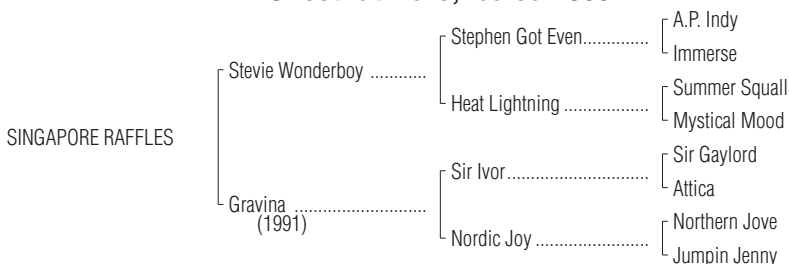 A.P. Indy
Stephen Got Even..............
Immerse
Stevie Wonderboy ............
Summer Squall
Heat Lightning ..................
Mystical Mood
SINGAPORE RAFFLES
Sir Gaylord
Sir Ivor..............................
Attica
Gravina ............................
(1991)
Northern Jove
Nordic Joy ........................
Jumpin Jenny